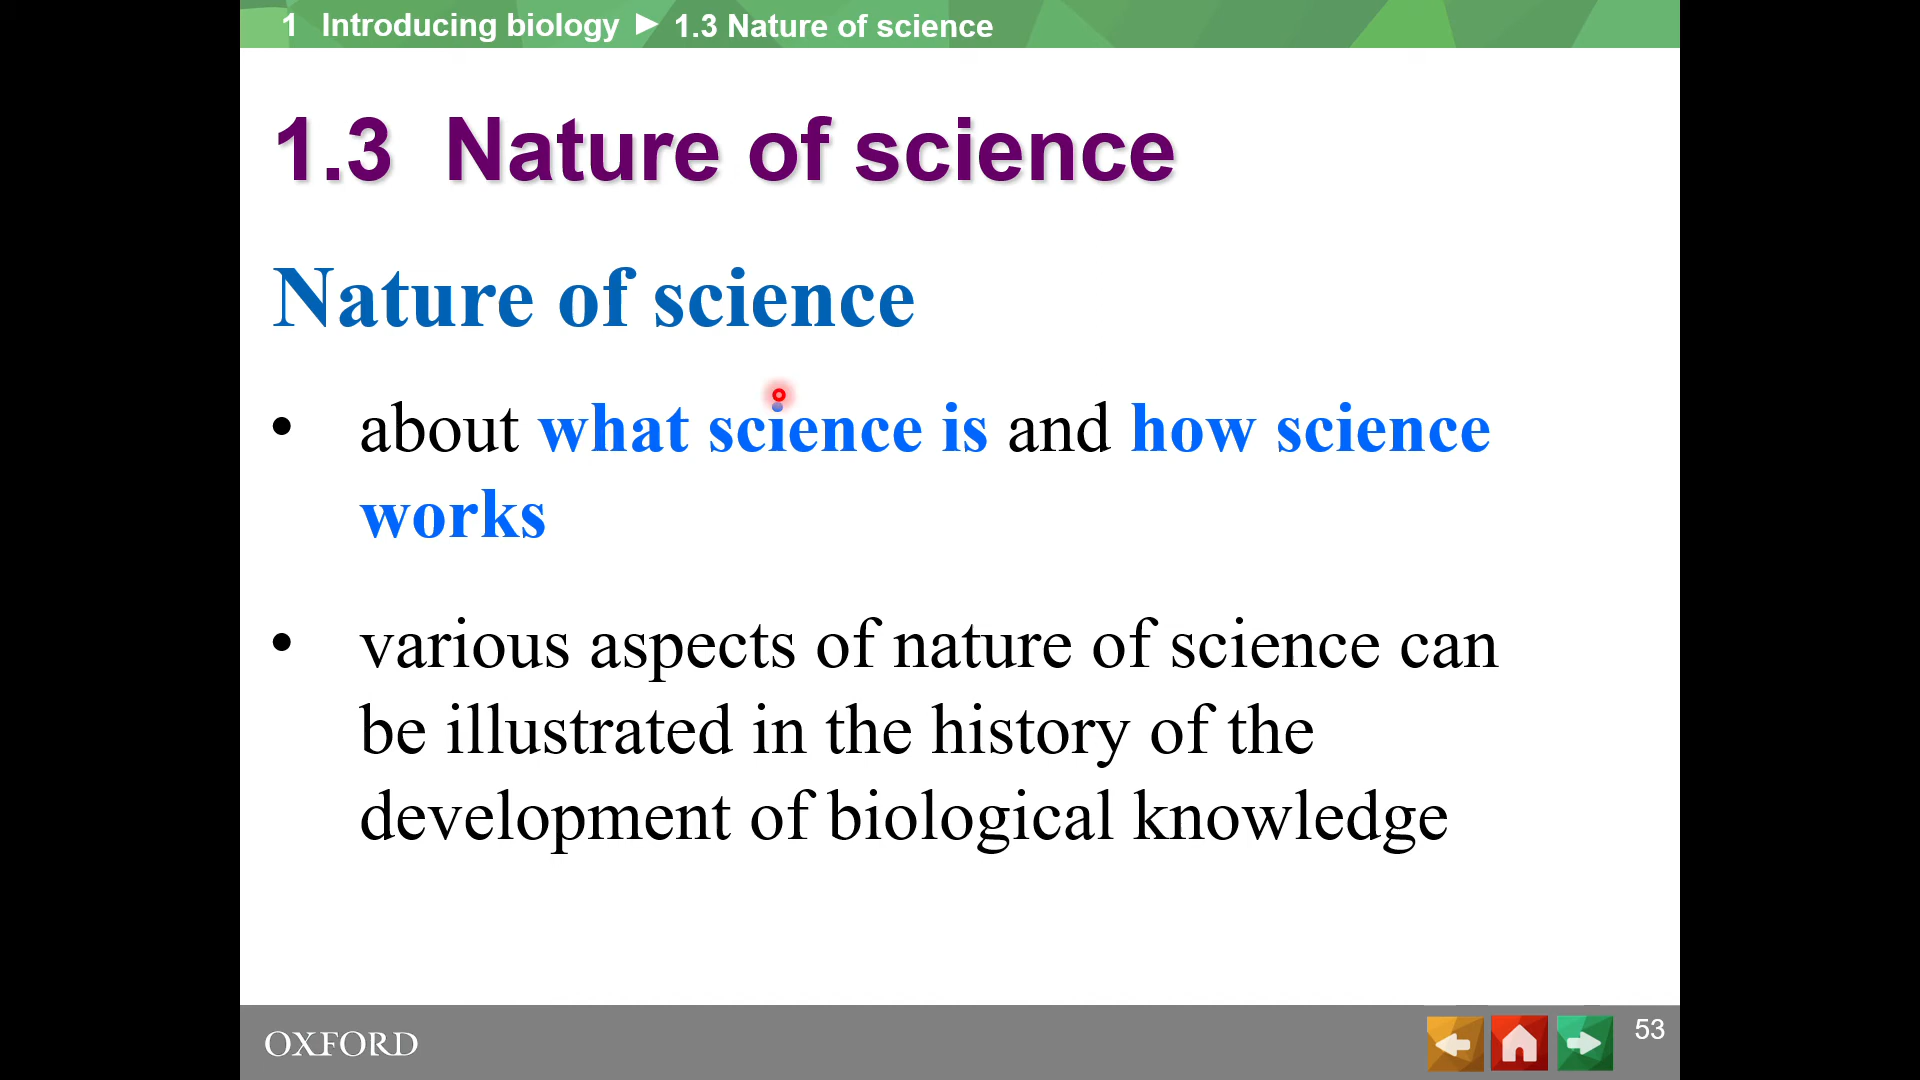 1 Introducing biology ▶ 1.3 Nature of science
1.3 Nature of science
Nature of science
• about what science is and how science
works
• various aspects of nature of science can
be illustrated in the history of the
development of biological knowledge
OXFORD
53